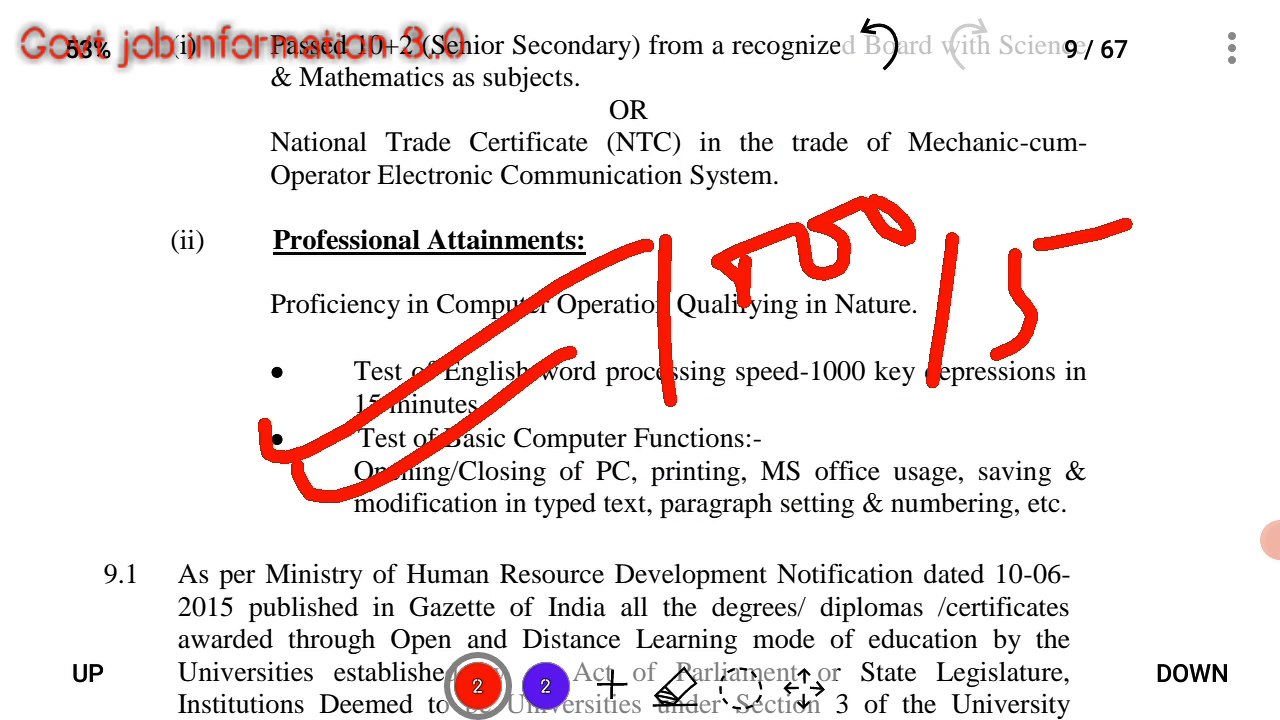 Govt job information 3.0
53%
9 / 67
(i) Passed 10+2 (Senior Secondary) from a recognized Board with Science
& Mathematics as subjects.
OR
National Trade Certificate (NTC) in the trade of Mechanic-cum-
Operator Electronic Communication System.
(ii) Professional Attainments:
1000 / 15
Proficiency in Computer Operation Qualifying in Nature.
● Test of English word processing speed-1000 key depressions in
15 minutes
● Test of Basic Computer Functions:-
Opening/Closing of PC, printing, MS office usage, saving &
modification in typed text, paragraph setting & numbering, etc.
9.1 As per Ministry of Human Resource Development Notification dated 10-06-
2015 published in Gazette of India all the degrees/ diplomas /certificates
awarded through Open and Distance Learning mode of education by the
Universities established Act of Parliament or State Legislature,
Institutions Deemed to be Universities under Section 3 of the University
UP
2
2
DOWN